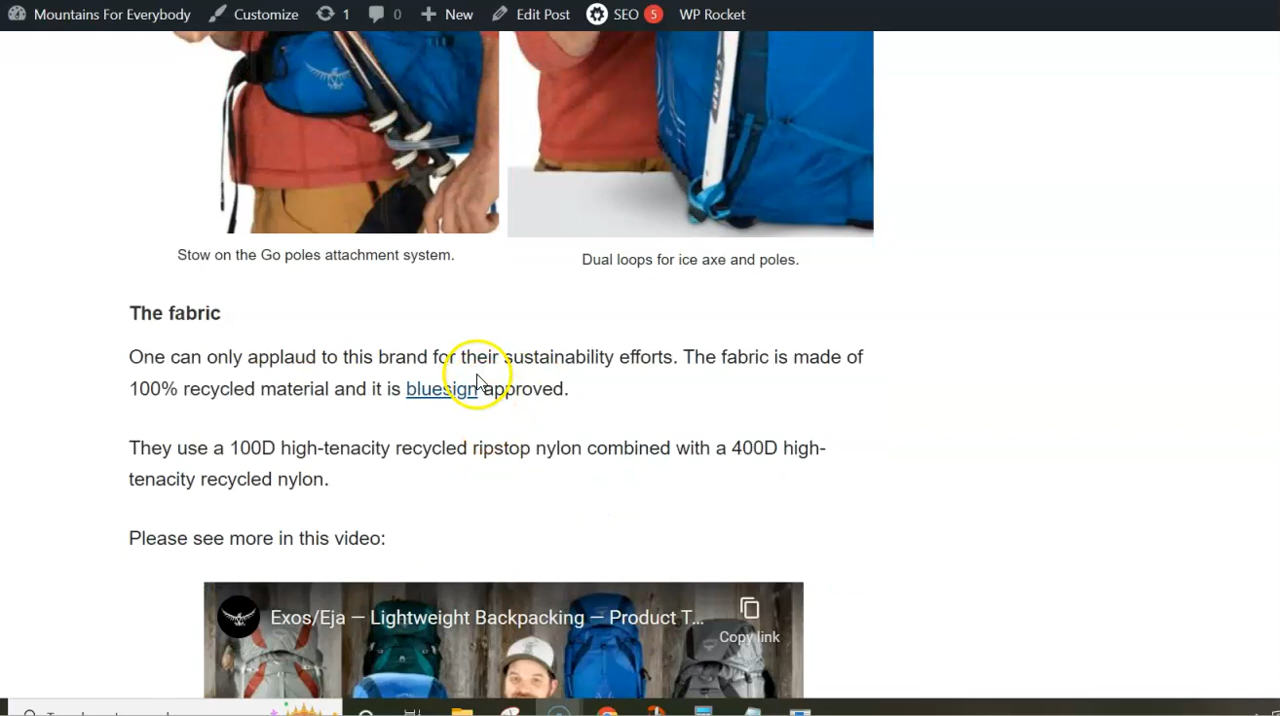 Mountains For Everybody Customize 1 0 New Edit Post SEO 5 WP Rocket
CAMP
Stow on the Go poles attachment system.
Dual loops for ice axe and poles.
The fabric
One can only applaud to this brand for their sustainability efforts. The fabric is made of
100% recycled material and it is bluesign approved.
They use a 100D high-tenacity recycled ripstop nylon combined with a 400D high-
tenacity recycled nylon.
Please see more in this video:
Exos/Eja — Lightweight Backpacking — Product T...
Copy link